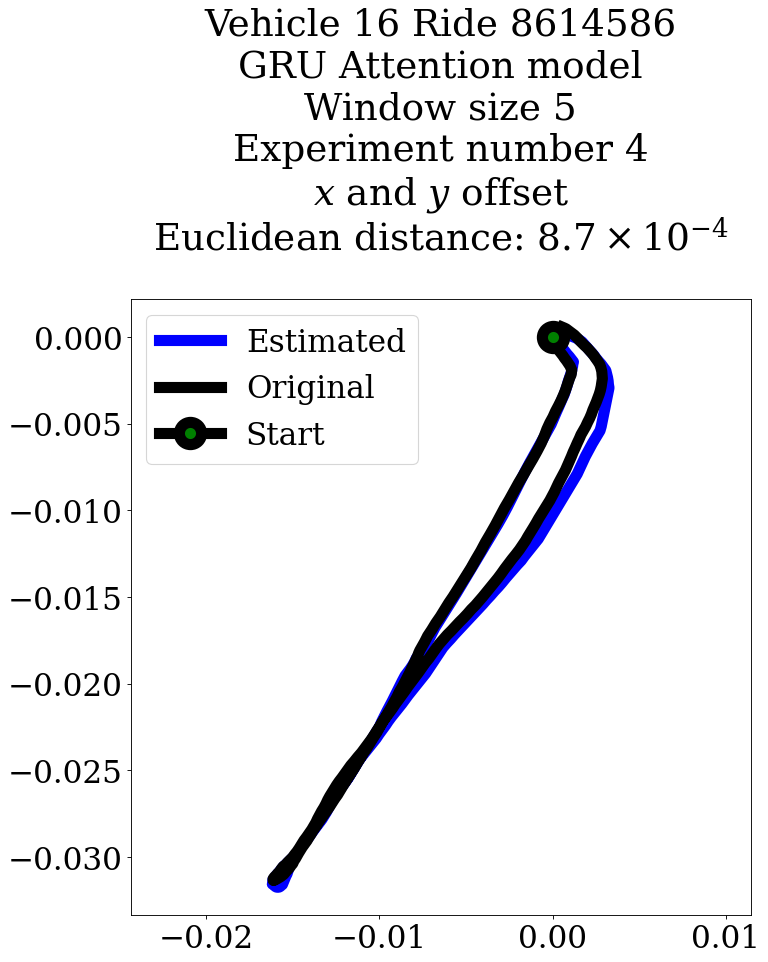 Vehicle 16 Ride 8614586
GRU Attention model
Window size 5
Experiment number 4
x and y offset
Euclidean distance: 8.7 × 10⁻⁴
Estimated
Original
Start
0.000
−0.005
−0.010
−0.015
−0.020
−0.025
−0.030
−0.02
−0.01
0.00
0.01